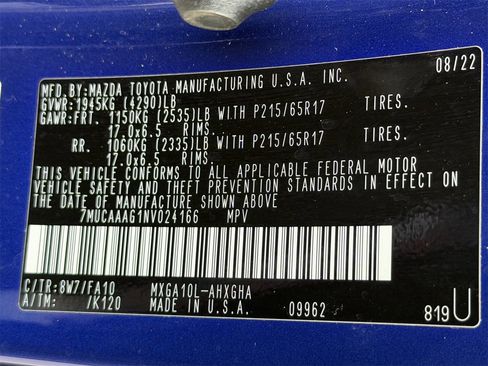 MFD.BY:MAZDA TOYOTA MANUFACTURING U.S.A. INC. 08/22
GVWR:1945KG (4290)LB
GAWR:FRT. 1150KG (2535)LB WITH P215/65R17 TIRES.
17.0x6.5 RIMS.
RR. 1060KG (2335)LB WITH P215/65R17 TIRES.
17.0x6.5 RIMS.
THIS VEHICLE CONFORMS TO ALL APPLICABLE FEDERAL MOTOR
VEHICLE SAFETY AND THEFT PREVENTION STANDARDS IN EFFECT ON
THE DATE OF MANUFACTURE SHOWN ABOVE
7MUCAAAG1NV024166 MPV
C/TR:8W7/FA10 MXGA10L-AHXGHA
A/TM: /K120 MADE IN U.S.A. 09962 819U